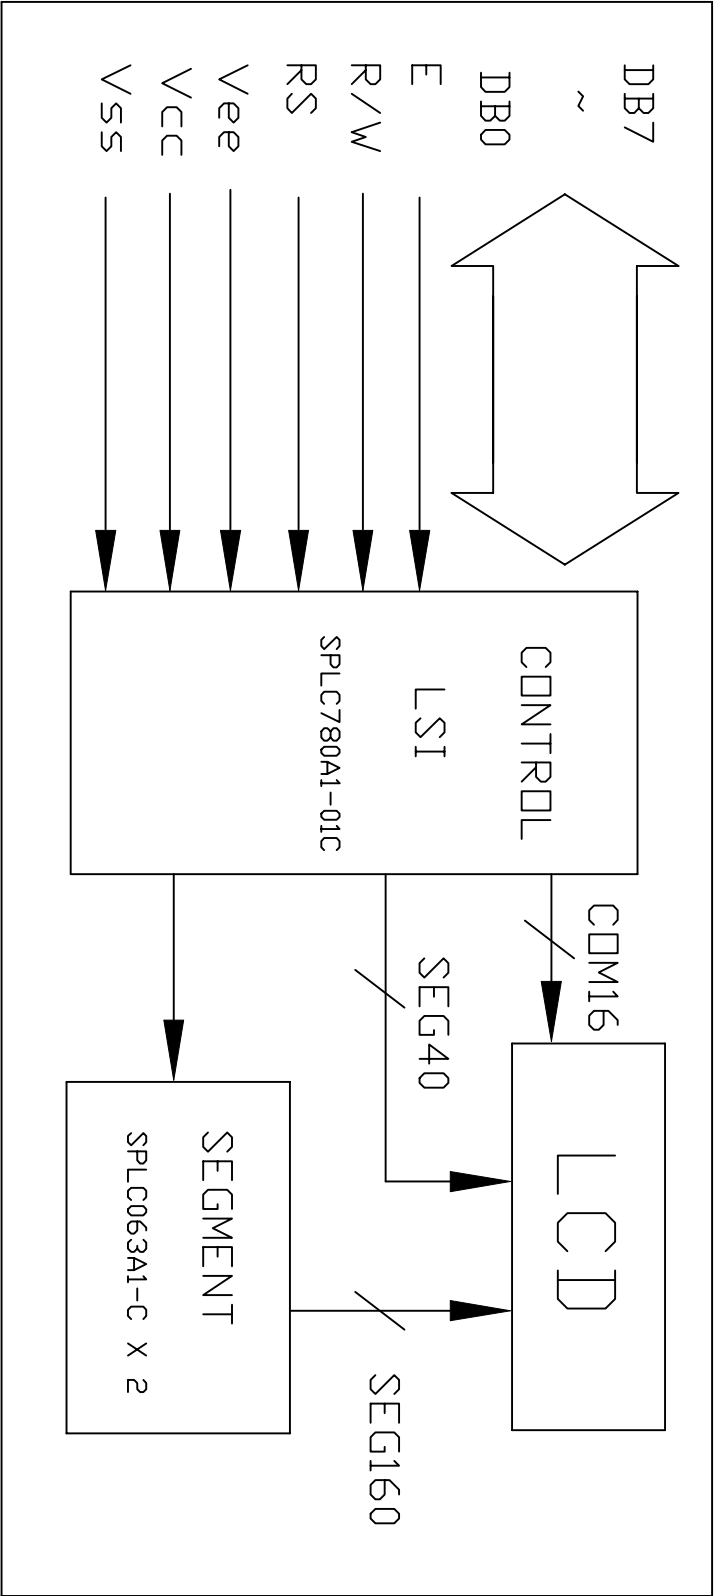 DB7
~
DB0
E
R/W
RS
Vee
Vcc
Vss
CONTROL
LSI
SPLC780A1-01C
COM16
SEG40
LCD
SEGMENT
SPLC063A1-C X 2
SEG160